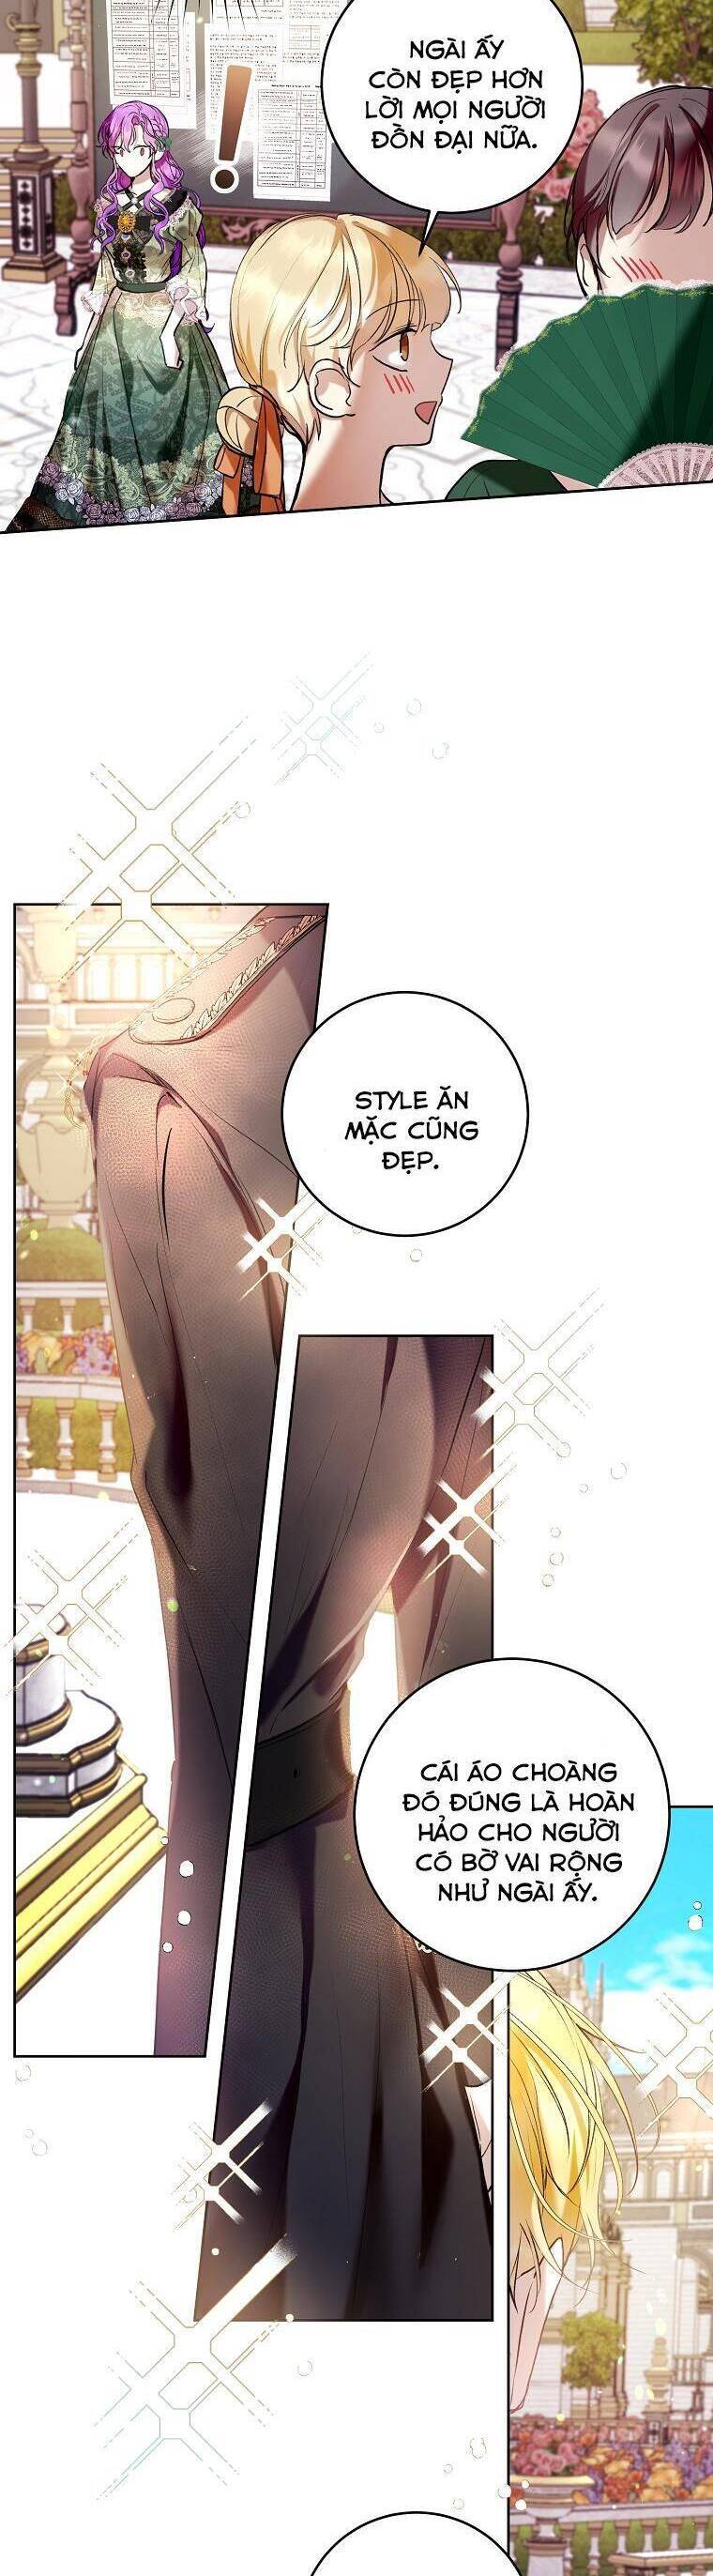 NGÀI ẤY
CÒN ĐẸP HƠN
LỜI MỌI NGƯỜI
ĐỒN ĐẠI NỮA.
!
STYLE ĂN
MẶC CŨNG
ĐẸP.
CÁI ÁO CHOÀNG
ĐÓ ĐÚNG LÀ HOÀN
HẢO CHO NGƯỜI
CÓ BỜ VAI RỘNG
NHƯ NGÀI ẤY.